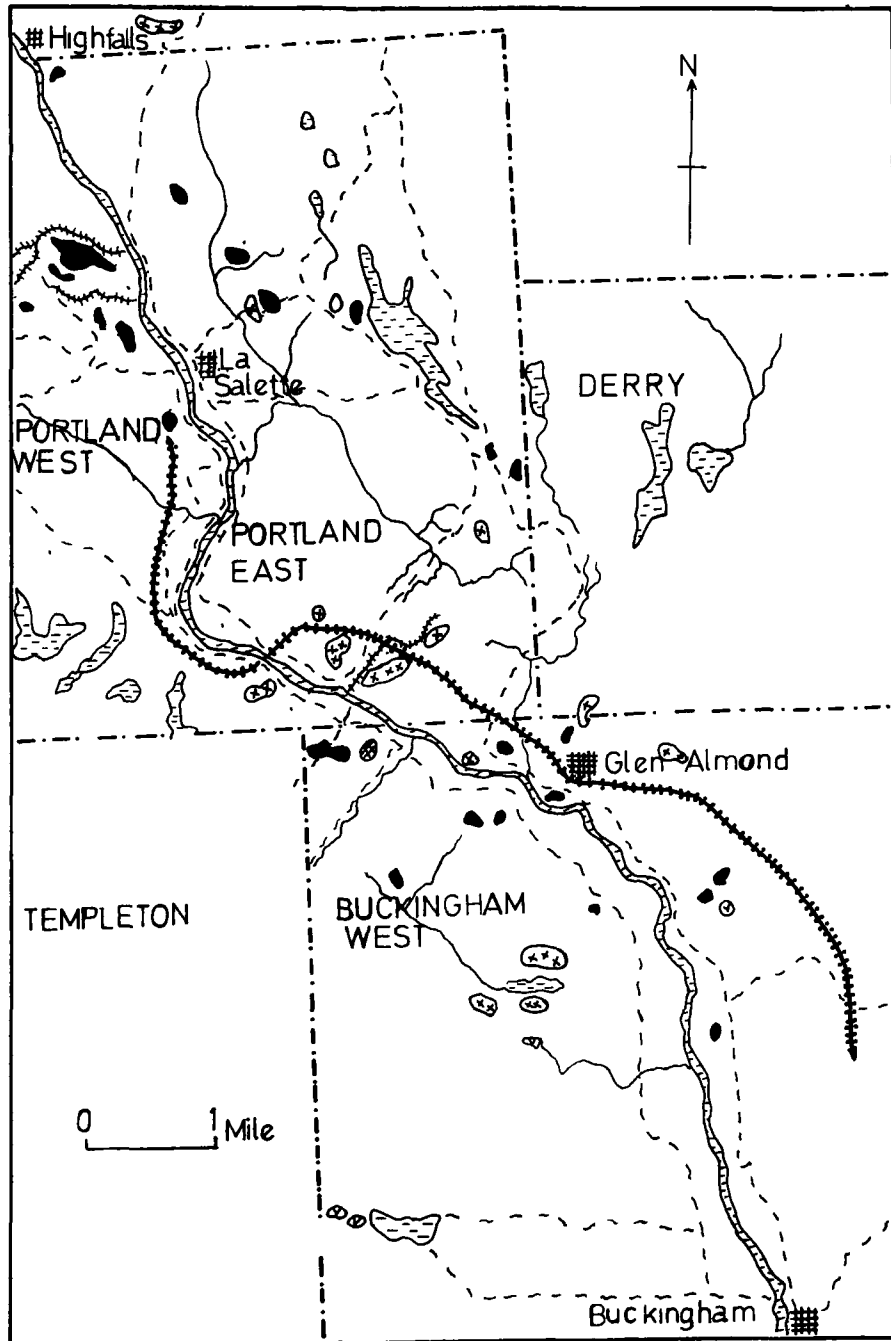 Highfalls
N
La
Salette
DERRY
PORTLAND
WEST
PORTLAND
EAST
Glen Almond
TEMPLETON
BUCKINGHAM
WEST
0 1 Mile
Buckingham